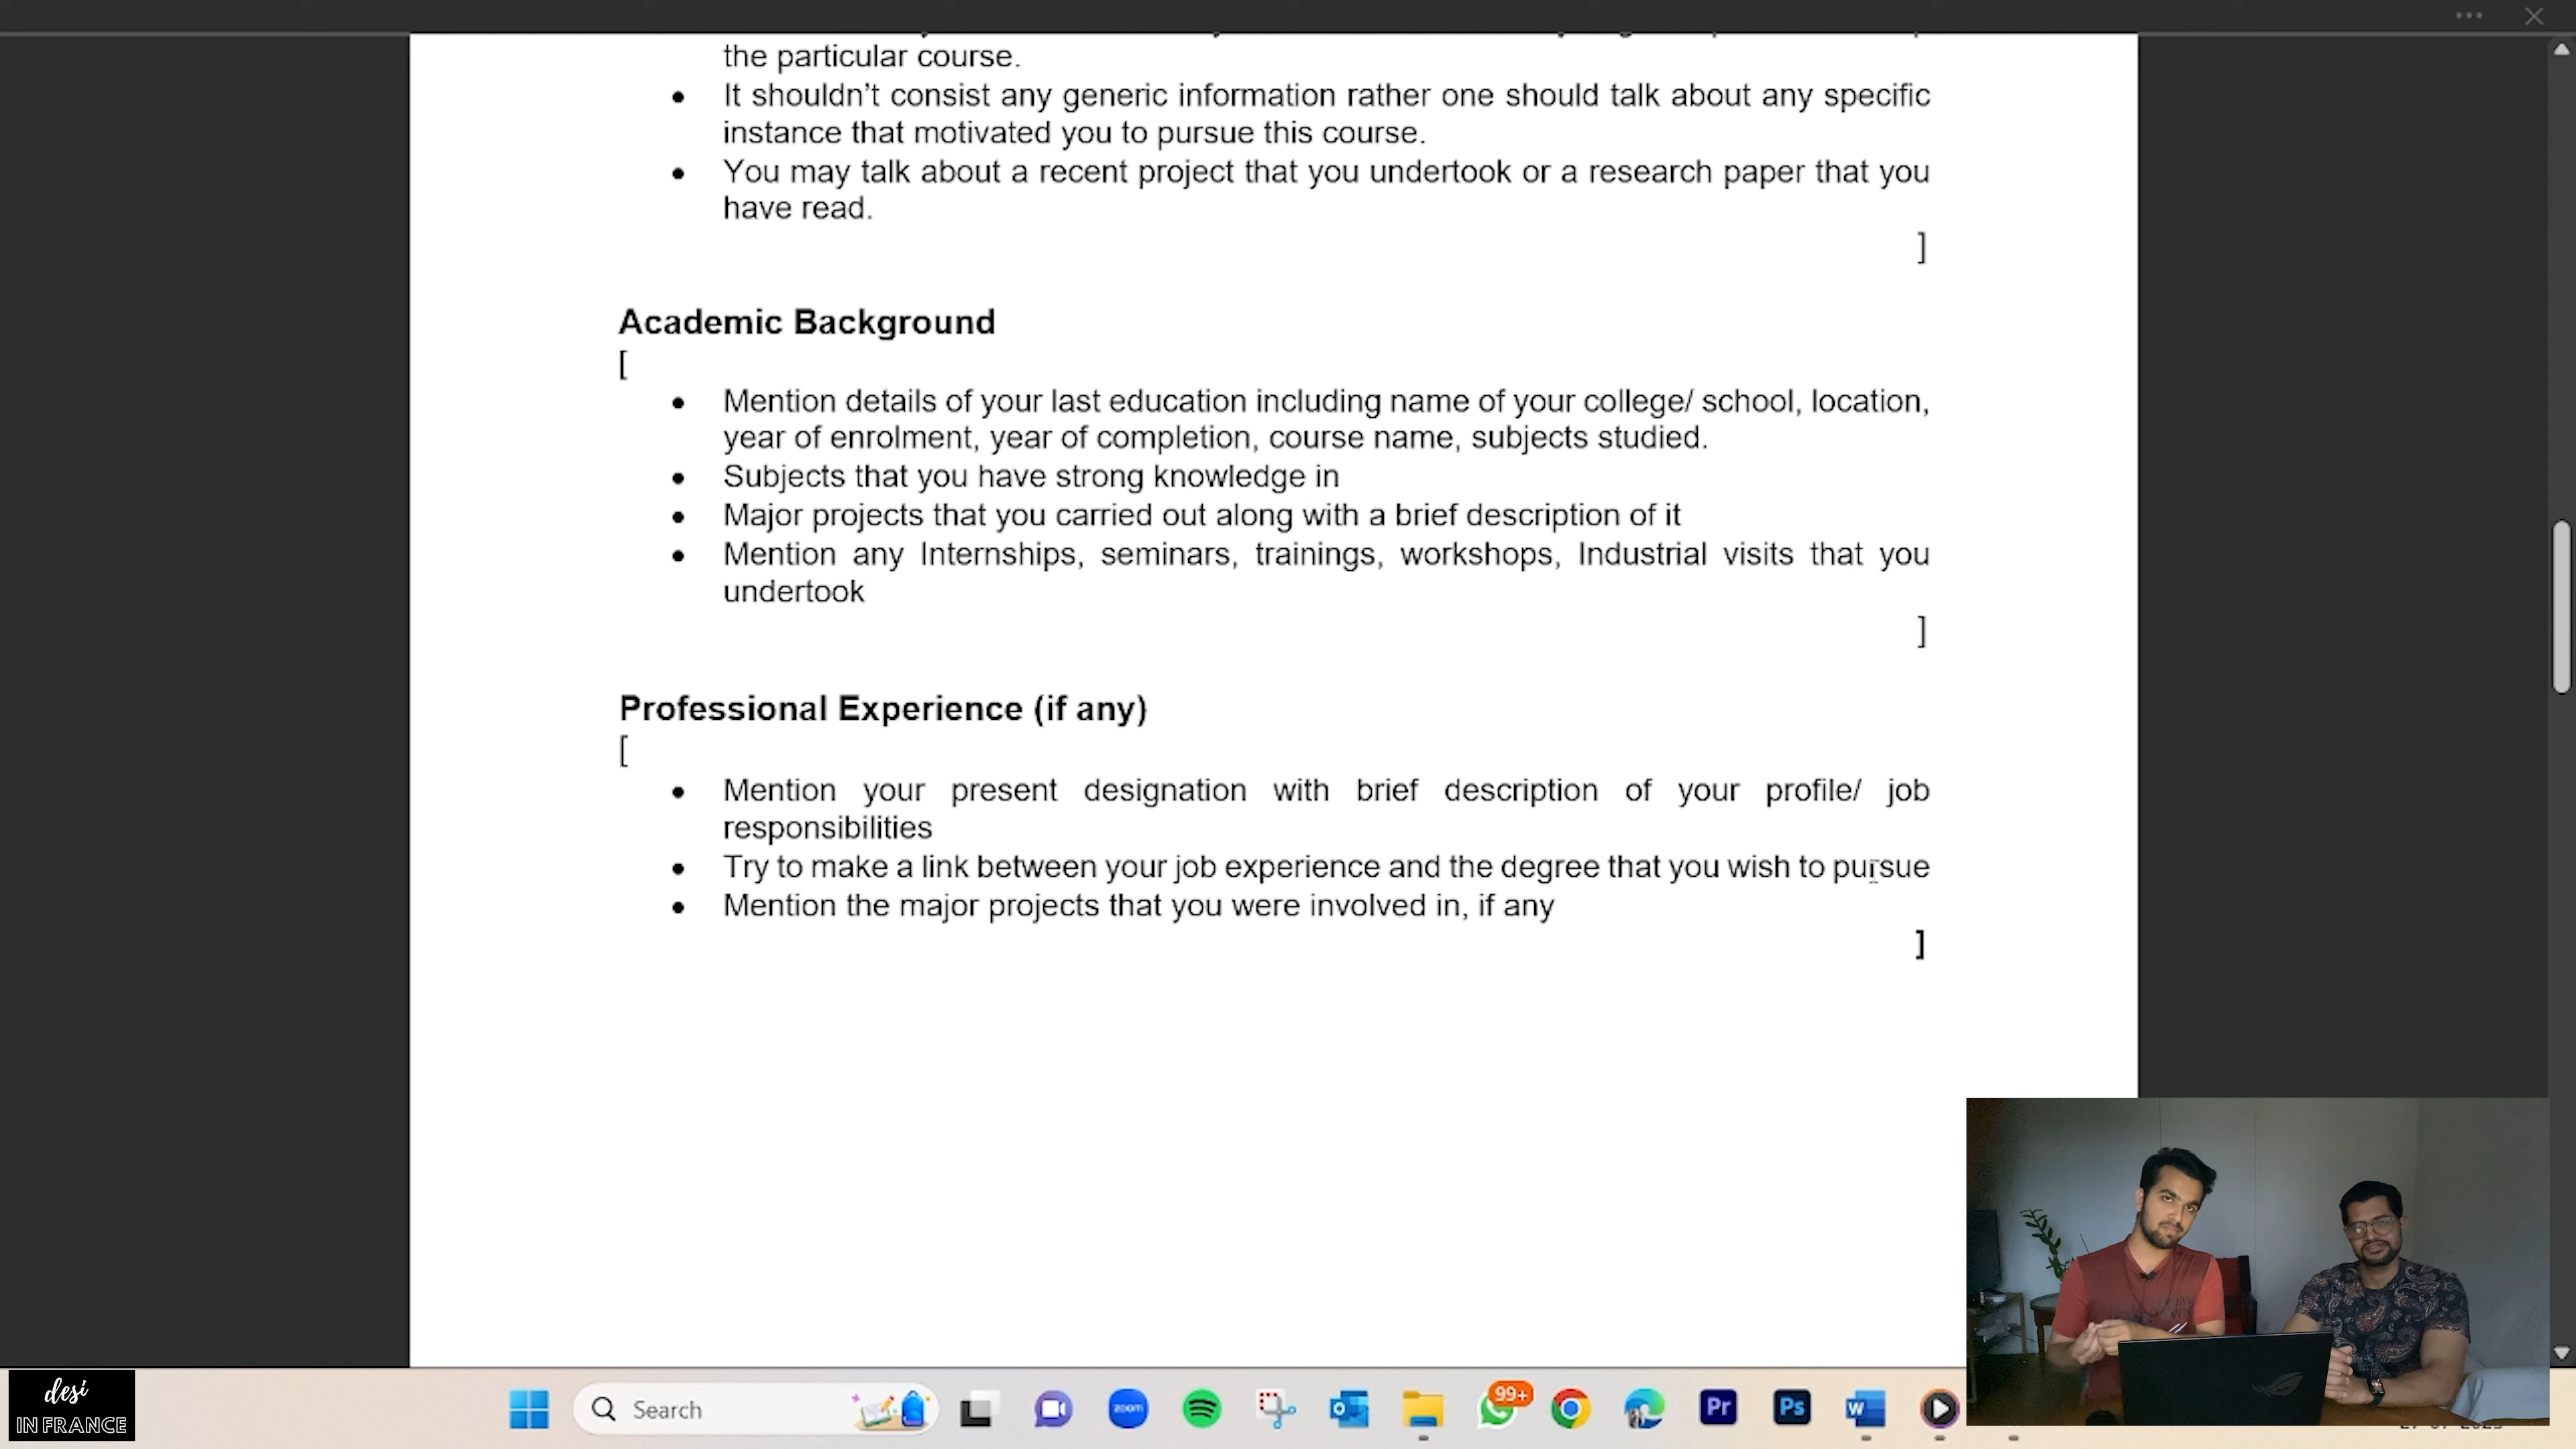 the particular course.
• It shouldn't consist any generic information rather one should talk about any specific
instance that motivated you to pursue this course.
• You may talk about a recent project that you undertook or a research paper that you
have read.
]
Academic Background
[
• Mention details of your last education including name of your college/ school, location,
year of enrolment, year of completion, course name, subjects studied.
• Subjects that you have strong knowledge in
• Major projects that you carried out along with a brief description of it
• Mention any Internships, seminars, trainings, workshops, Industrial visits that you
undertook
]
Professional Experience (if any)
[
• Mention your present designation with brief description of your profile/ job
responsibilities
• Try to make a link between your job experience and the degree that you wish to pursue
• Mention the major projects that you were involved in, if any
]
desi
IN FRANCE
Search
zoom
O
99+
Pr
Ps
W